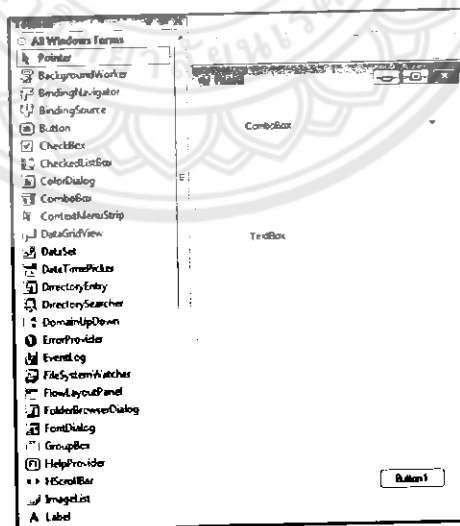 All Windows Forms
Pointer
BackgroundWorker
BindingNavigator
BindingSource
Button
CheckBox
CheckedListBox
ColorDialog
ComboBox
ContextMenuStrip
DataGridView
DataSet
DateTimePicker
DirectoryEntry
DirectorySearcher
DomainUpDown
ErrorProvider
EventLog
FileSystemWatcher
FlowLayoutPanel
FolderBrowserDialog
FontDialog
GroupBox
HelpProvider
HScrollBar
ImageList
A Label
ComboBox
TextBox
Button1